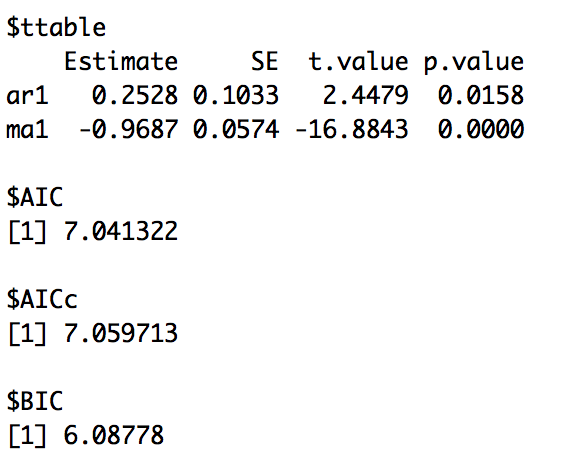 $ttable
    Estimate     SE  t.value p.value
ar1   0.2528 0.1033   2.4479  0.0158
ma1  -0.9687 0.0574 -16.8843  0.0000

$AIC
[1] 7.041322

$AICc
[1] 7.059713

$BIC
[1] 6.08778